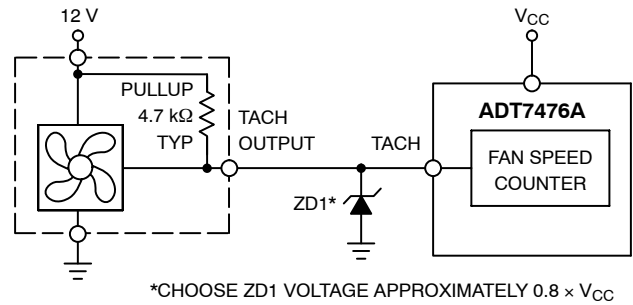 12 V
VCC
PULLUP
4.7 kΩ
TYP
TACH
OUTPUT
TACH
ADT7476A
FAN SPEED
COUNTER
ZD1*
*CHOOSE ZD1 VOLTAGE APPROXIMATELY 0.8 × VCC